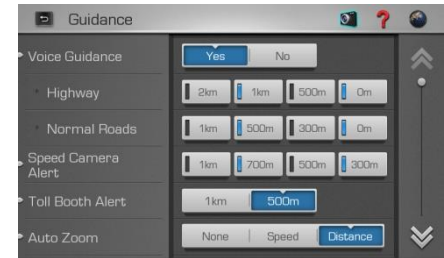 Guidance
Voice Guidance Yes No
Highway 2km 1km 500m 0m
Normal Roads 1km 500m 300m 0m
Speed Camera Alert 1km 700m 500m 300m
Toll Booth Alert 1km 500m
Auto Zoom None Speed Distance